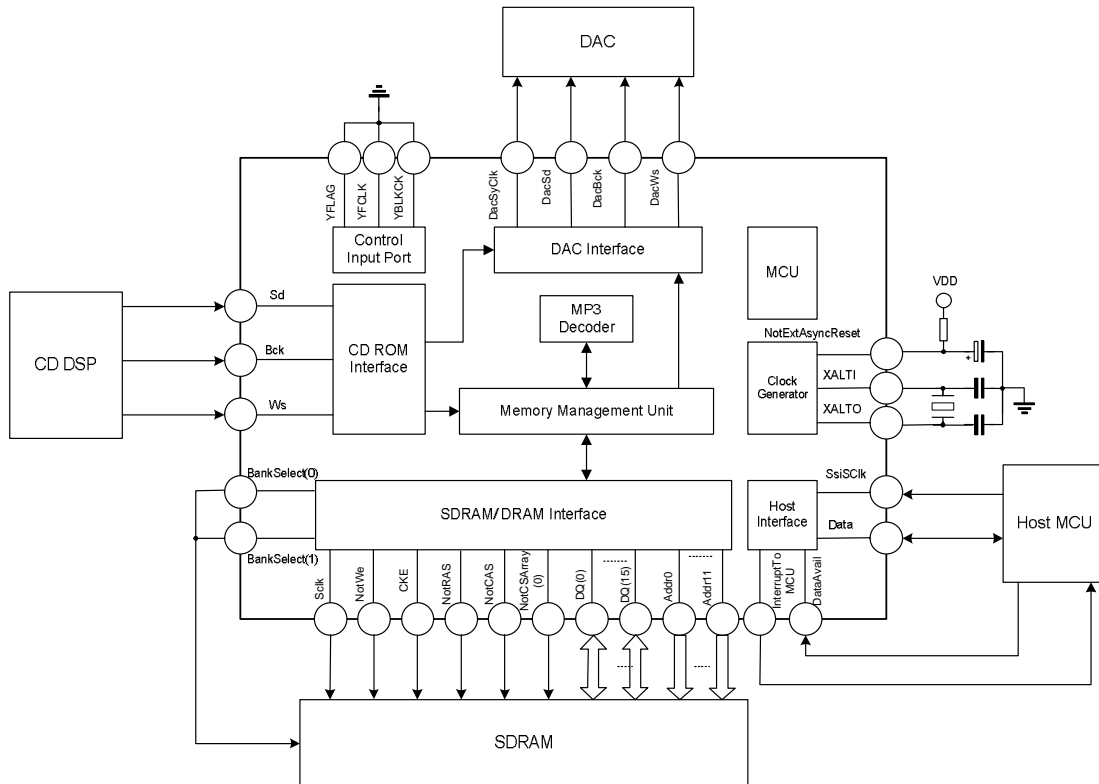 DAC
YFLAG
YFCLK
YBLKCK
DacSyClk
DacSd
DacBck
DacWs
Control
Input Port
DAC Interface
MCU
VDD
CD DSP
Sd
Bck
Ws
CD ROM
Interface
MP3
Decoder
Memory Management Unit
NotExtAsyncReset
XALTI
XALTO
Clock
Generator
+
BankSelect(0)
BankSelect(1)
SDRAM/DRAM Interface
Host
Interface
SsiSClk
Data
Host MCU
Sclk
NotWe
CKE
NotRAS
NotCAS
NotCSArray
(0)
DQ(0)
DQ(15)
Addr0
Addr11
InterruptTo
MCU
DataAvail
SDRAM